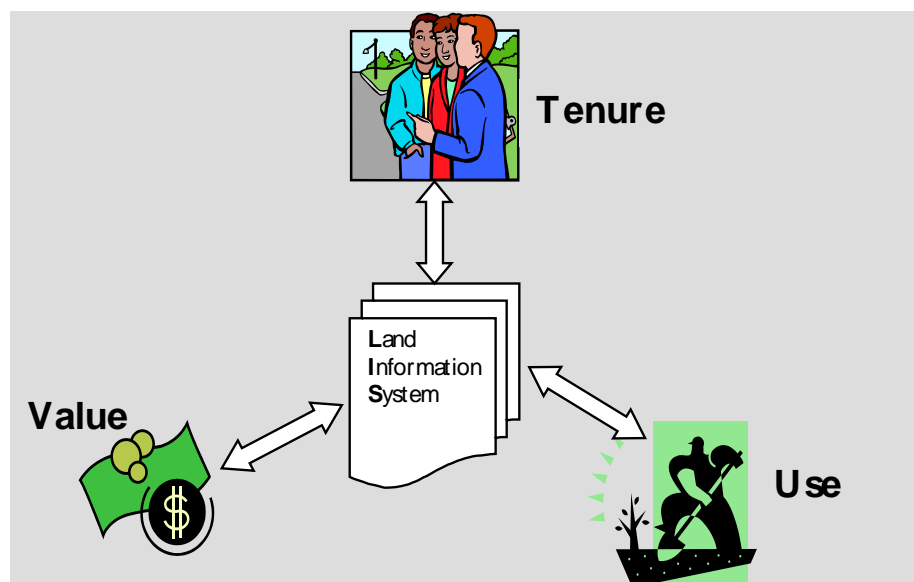 Tenure
Land
Information
System
Value
$
Use